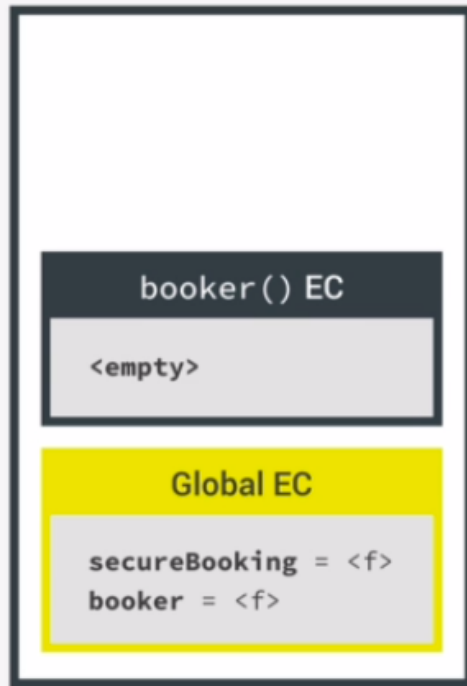 booker() EC
<empty>
Global EC
secureBooking = <f>
booker = <f>